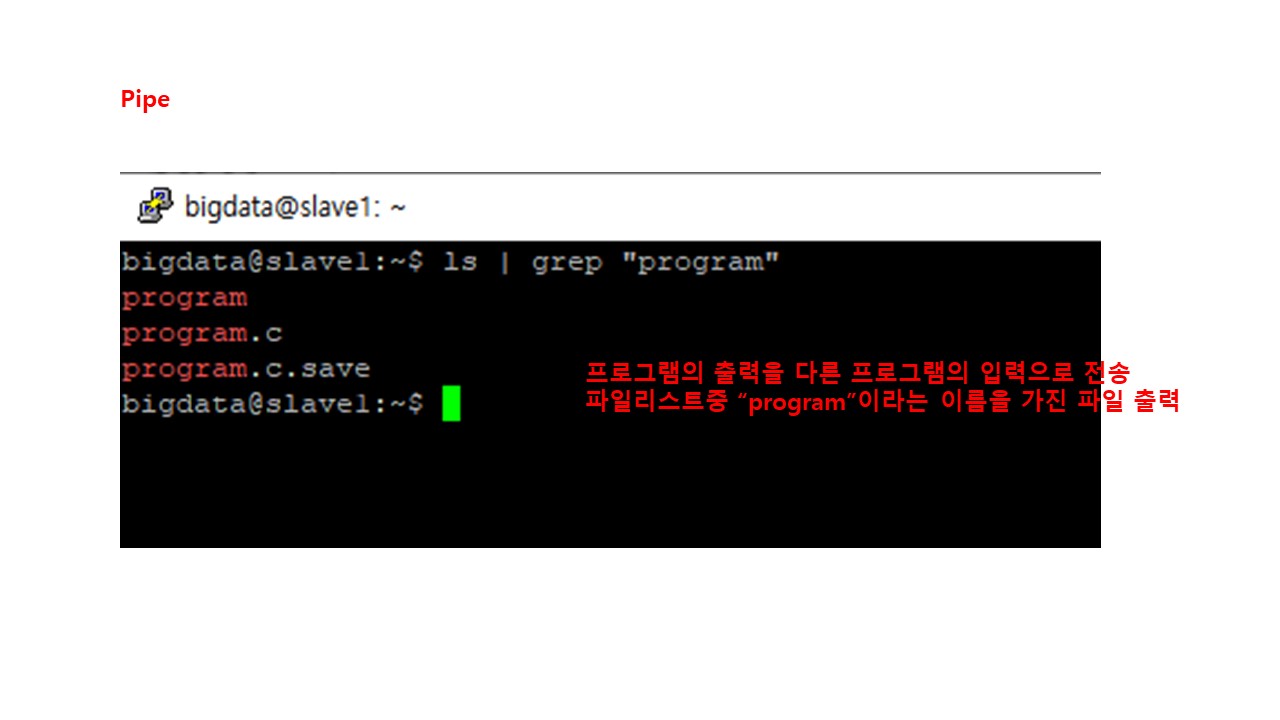 Pipe
bigdata@slave1: ~
bigdata@slave1:~$ ls | grep "program"
program
program.c
program.c.save
bigdata@slave1:~$
프로그램의 출력을 다른 프로그램의 입력으로 전송
파일리스트중 “program”이라는 이름을 가진 파일 출력